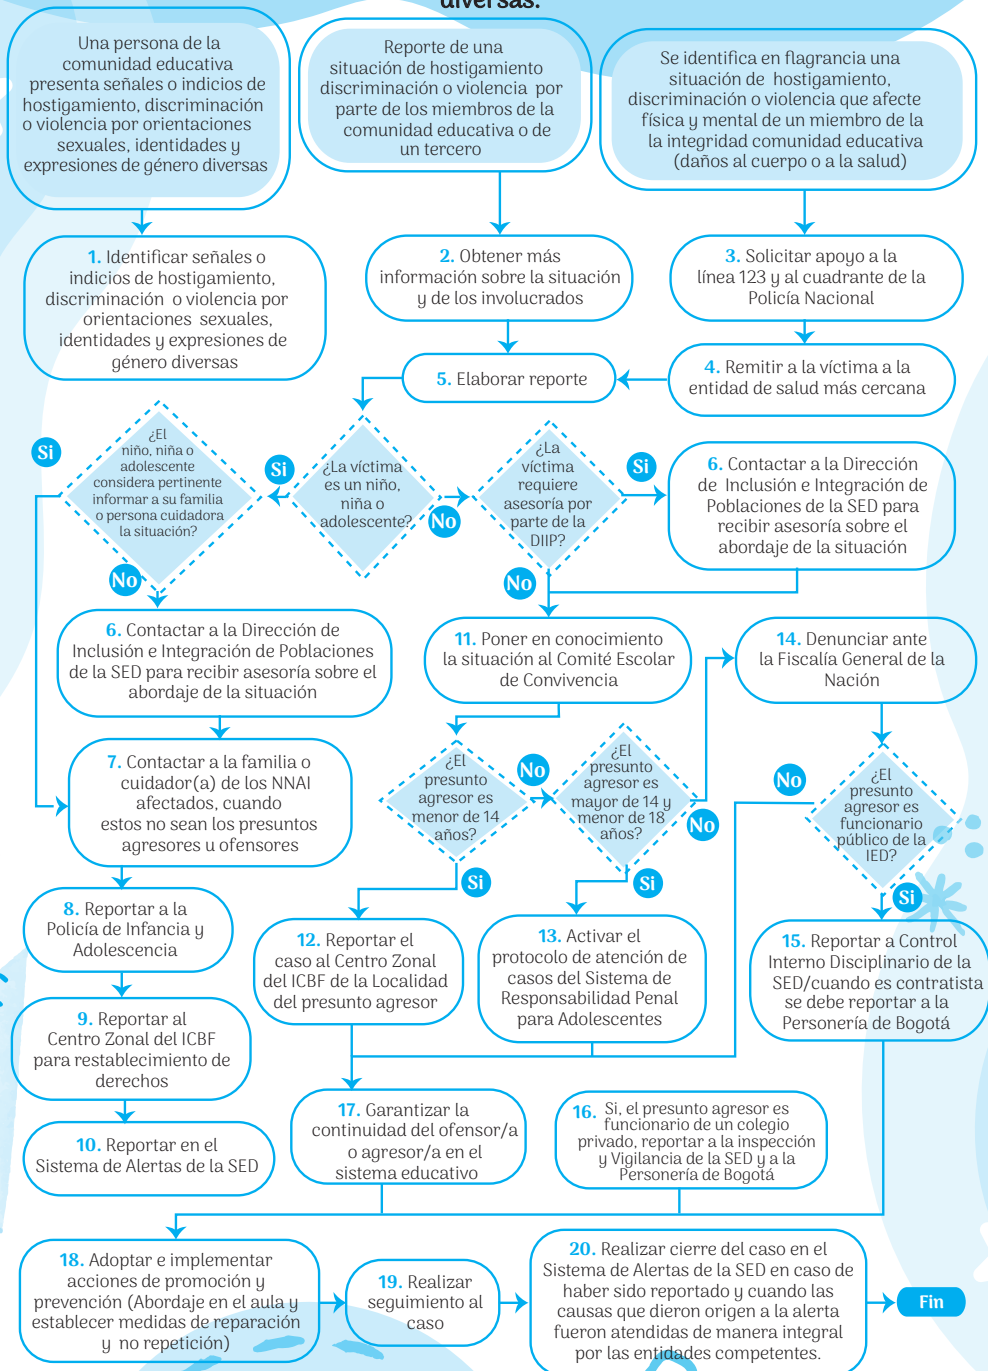 diversas.
Una persona de la
comunidad educativa
presenta señales o indicios de
hostigamiento, discriminación
o violencia por orientaciones
sexuales, identidades y
expresiones de género diversas
Reporte de una
situación de hostigamiento
discriminación o violencia por
parte de los miembros de la
comunidad educativa o de
un tercero
Se identifica en flagrancia una
situación de hostigamiento,
discriminación o violencia que afecte
física y mental de un miembro de la
la integridad comunidad educativa
(daños al cuerpo o a la salud)
1. Identificar señales o
indicios de hostigamiento,
discriminación o violencia por
orientaciones sexuales,
identidades y expresiones de
género diversas
2. Obtener más
información sobre la situación
y de los involucrados
3. Solicitar apoyo a la
línea 123 y al cuadrante de la
Policía Nacional
5. Elaborar reporte
4. Remitir a la víctima a la
entidad de salud más cercana
Si
¿El
niño, niña o
adolescente
considera pertinente
informar a su familia
o persona cuidadora
la situación?
No
Si
¿La víctima
es un niño,
niña o
adolescente?
No
¿La
víctima
requiere
asesoría por
parte de la
DIIP?
Si
No
6. Contactar a la Dirección
de Inclusión e Integración de
Poblaciones de la SED para
recibir asesoría sobre el
abordaje de la situación
6. Contactar a la Dirección de
Inclusión e Integración de Poblaciones
de la SED para recibir asesoría sobre el
abordaje de la situación
11. Poner en conocimiento
la situación al Comité Escolar
de Convivencia
14. Denunciar ante
la Fiscalía General de la
Nación
7. Contactar a la familia o
cuidador(a) de los NNAI
afectados, cuando
estos no sean los presuntos
agresores u ofensores
¿El
presunto
agresor es
menor de 14
años?
No
Si
¿El
presunto
agresor es
mayor de 14 y
menor de 18
años?
No
Si
No
¿El
presunto
agresor es
funcionario
público de la
IED?
Si
8. Reportar a la
Policía de Infancia y
Adolescencia
12. Reportar el
caso al Centro Zonal
del ICBF de la Localidad
del presunto agresor
13. Activar el
protocolo de atención de
casos del Sistema de
Responsabilidad Penal
para Adolescentes
15. Reportar a Control
Interno Disciplinario de la
SED/cuando es contratista
se debe reportar a la
Personería de Bogotá
9. Reportar al
Centro Zonal del ICBF
para restablecimiento de
derechos
10. Reportar en el
Sistema de Alertas de la SED
17. Garantizar la
continuidad del ofensor/a
o agresor/a en el
sistema educativo
16. Si, el presunto agresor es
funcionario de un colegio
privado, reportar a la inspección
y Vigilancia de la SED y a la
Personería de Bogotá
18. Adoptar e implementar
acciones de promoción y
prevención (Abordaje en el aula y
establecer medidas de reparación
y no repetición)
19. Realizar
seguimiento al
caso
20. Realizar cierre del caso en el
Sistema de Alertas de la SED en caso de
haber sido reportado y cuando las
causas que dieron origen a la alerta
fueron atendidas de manera integral
por las entidades competentes.
Fin